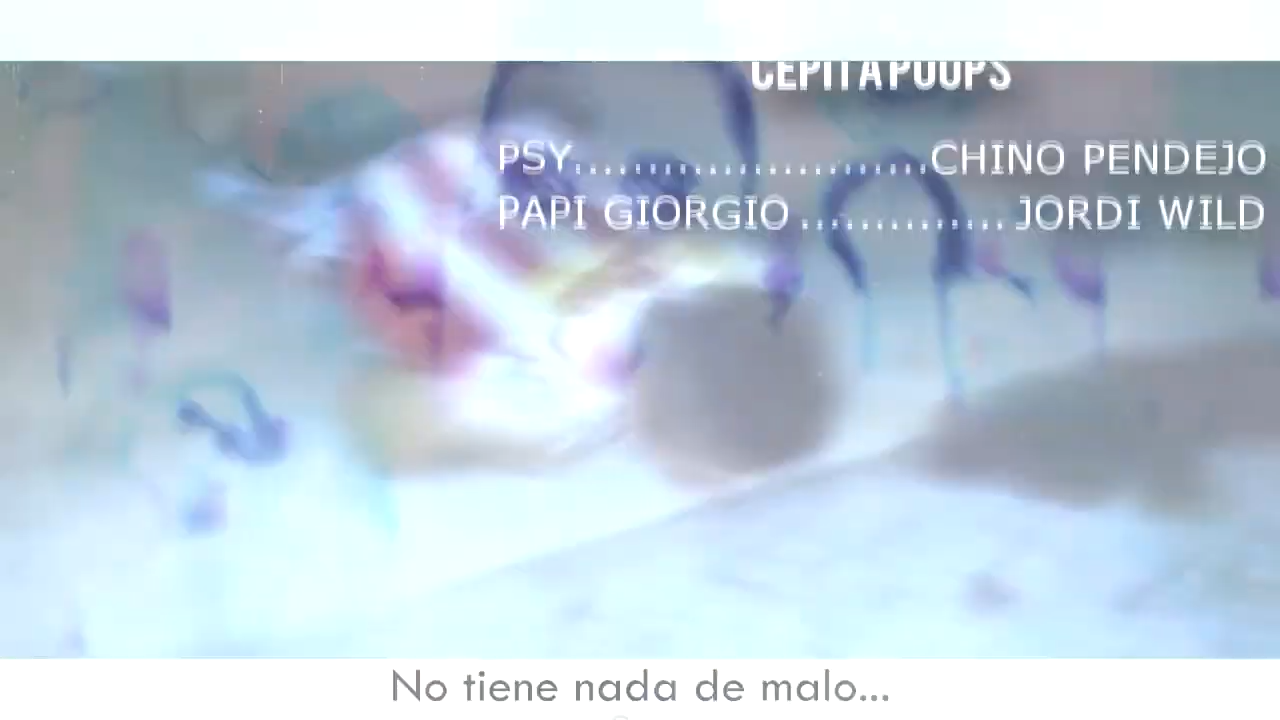 CEPITAPOOPS
PSY........................CHINO PENDEJO
PAPI GIORGIO ..............JORDI WILD
No tiene nada de malo...